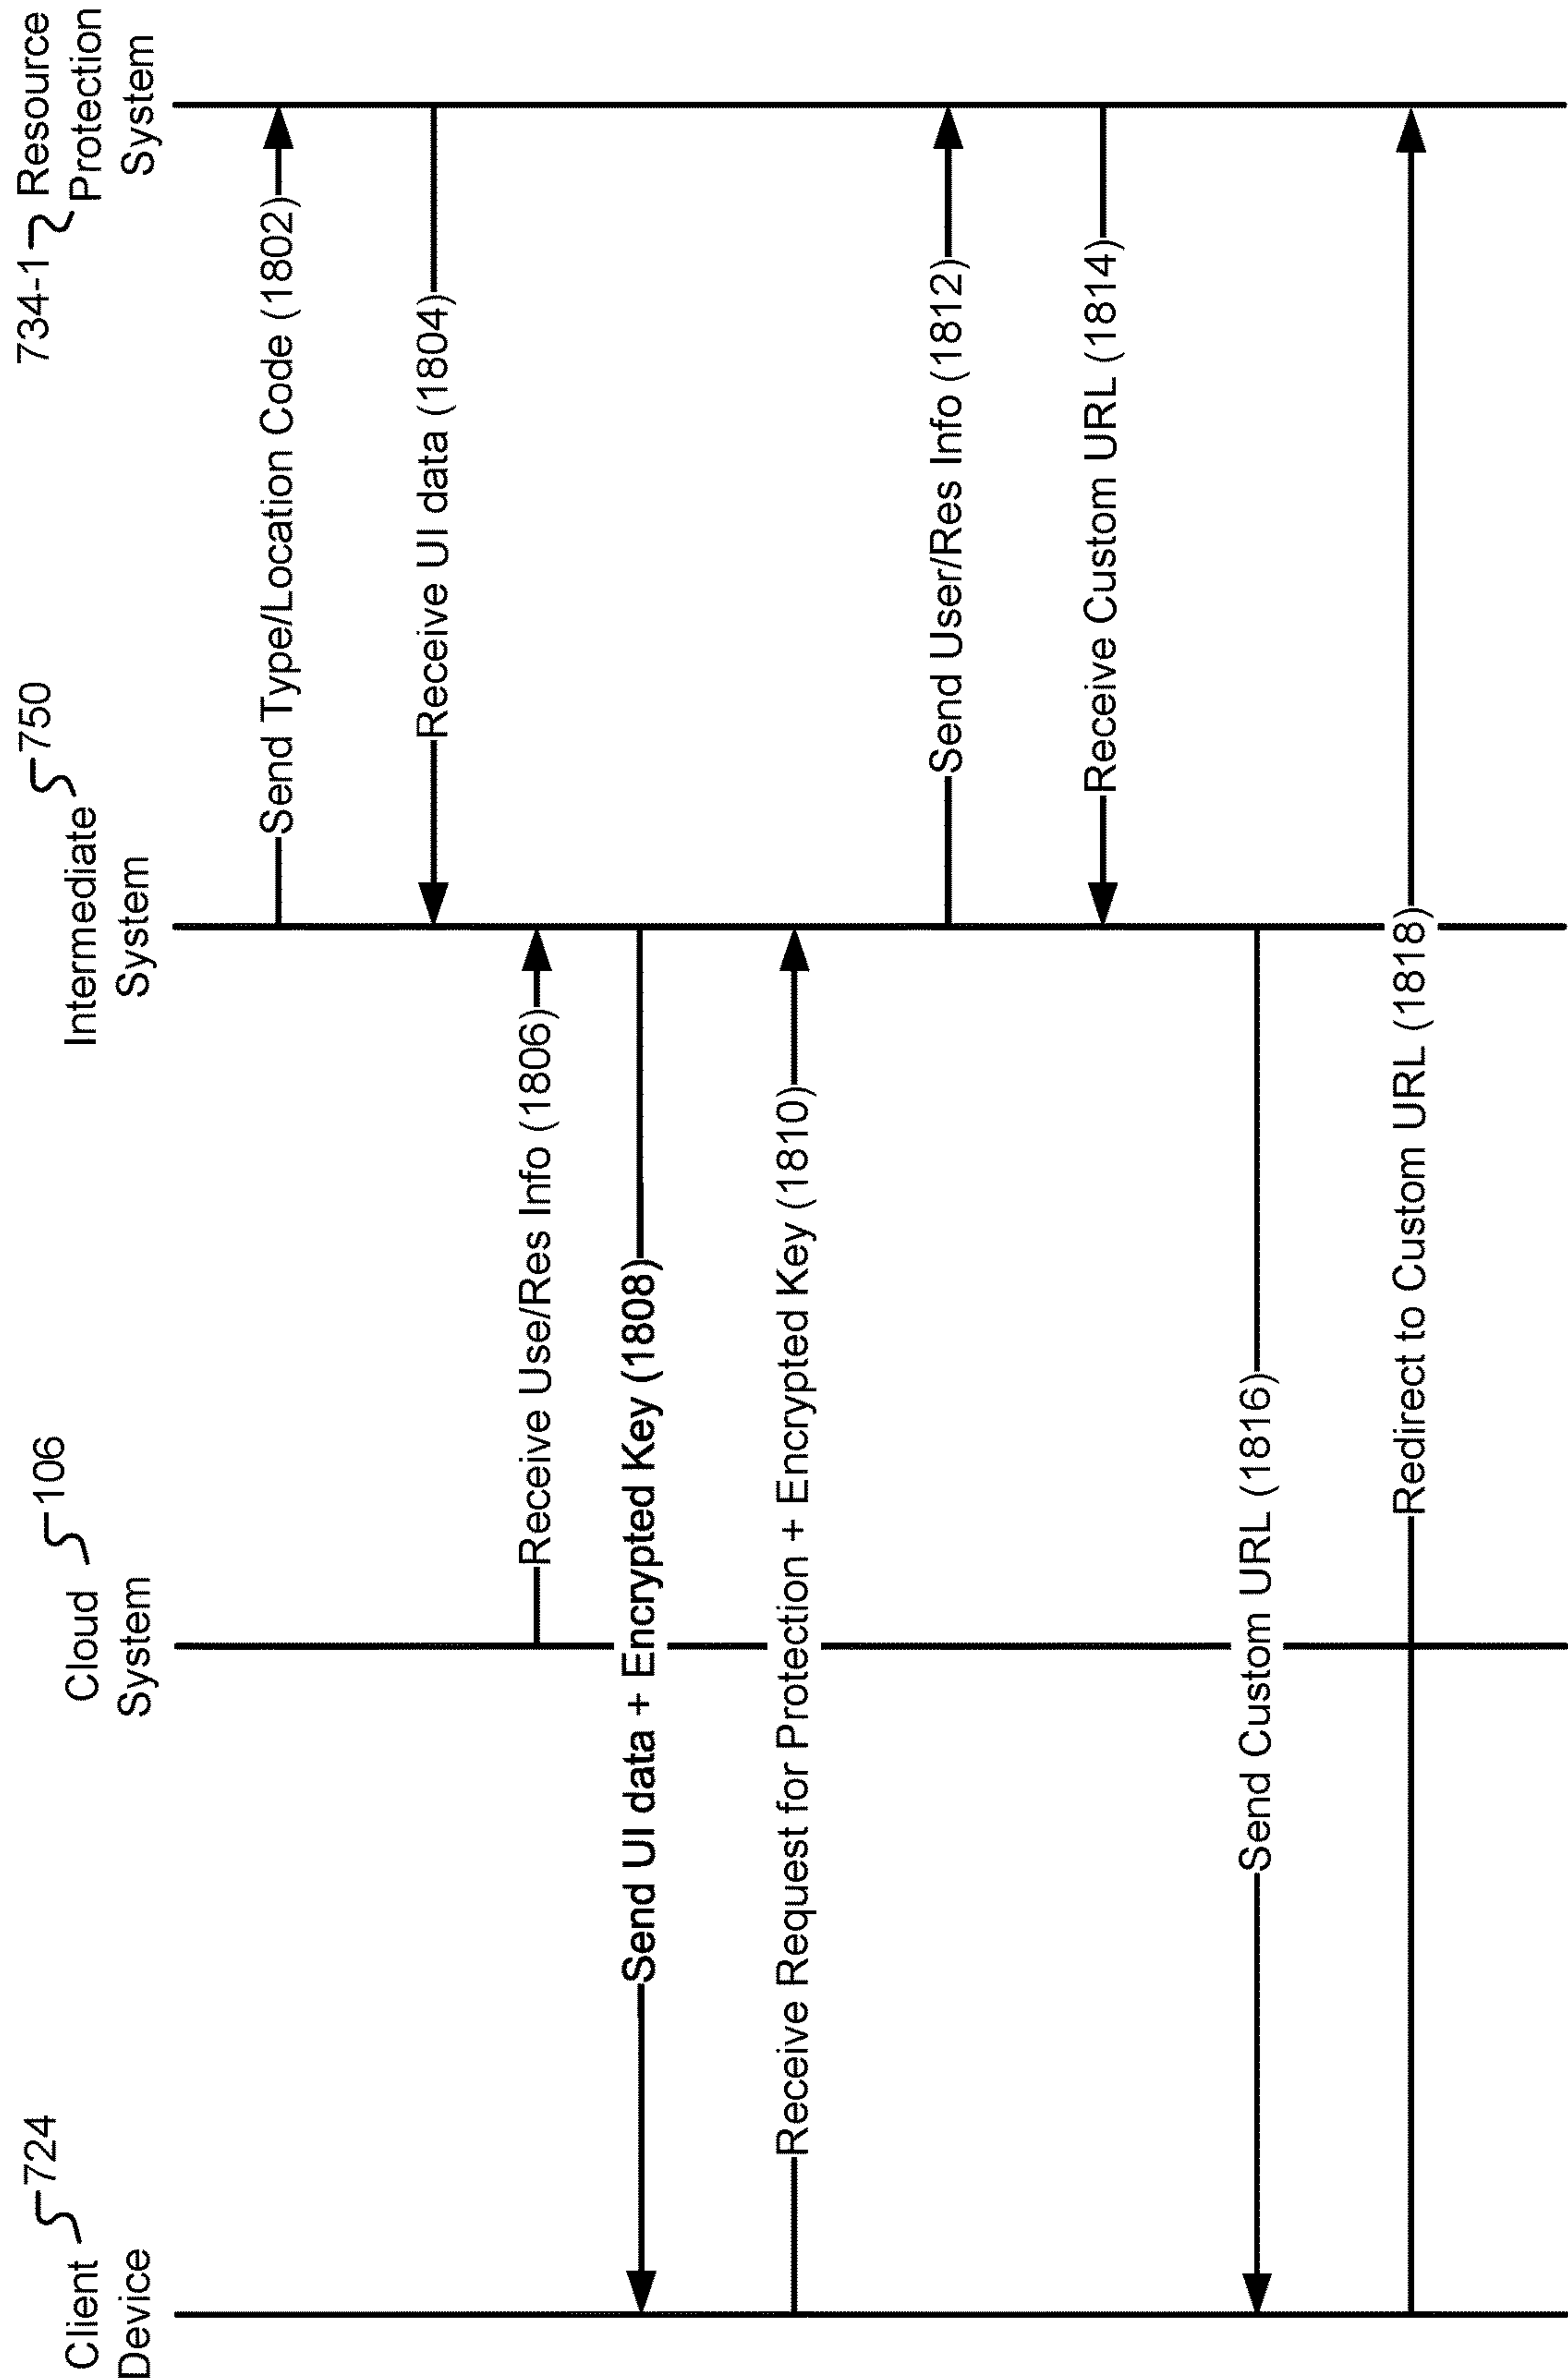 Client 724
Device
Cloud 106
System
Intermediate 750
System
734-1 Resource
Protection
System
Send Type/Location Code (1802)
Receive UI data (1804)
Receive Use/Res Info (1806)
Send UI data + Encrypted Key (1808)
Receive Request for Protection + Encrypted Key (1810)
Send User/Res Info (1812)
Receive Custom URL (1814)
Send Custom URL (1816)
Redirect to Custom URL (1818)